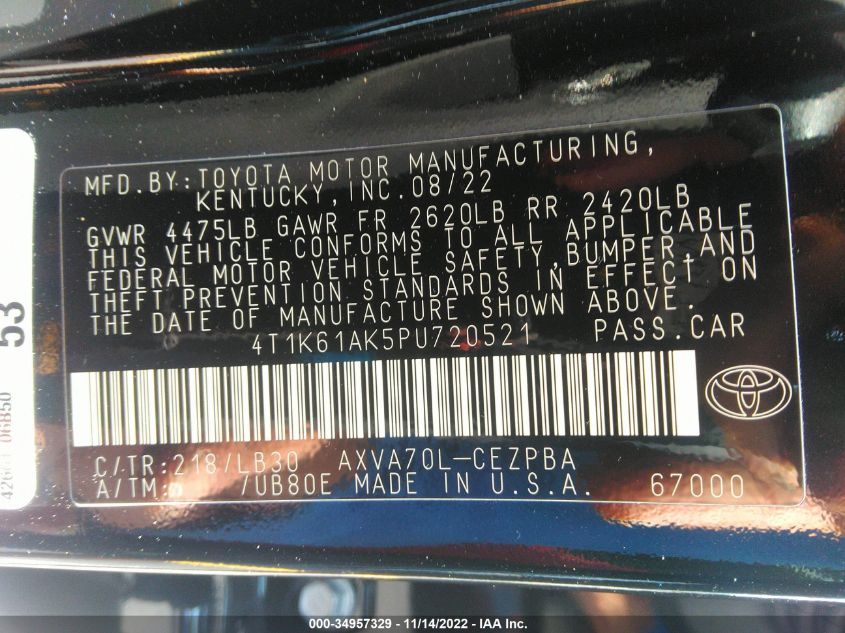 MFD. BY: TOYOTA MOTOR MANUFACTURING,
KENTUCKY, INC. 08/22
GVWR 4475LB GAWR FR 2620LB RR 2420LB
THIS VEHICLE CONFORMS TO ALL APPLICABLE
FEDERAL MOTOR VEHICLE SAFETY, BUMPER, AND
THEFT PREVENTION STANDARDS IN EFFECT ON
THE DATE OF MANUFACTURE SHOWN ABOVE.
4T1K61AK5PU720521 PASS. CAR
C/TR: 218/LB30 AXVA70L-CEZPBA
A/TM: /UB80E MADE IN U.S.A. 67000
53
000-34957329 - 11/14/2022 - IAA Inc.